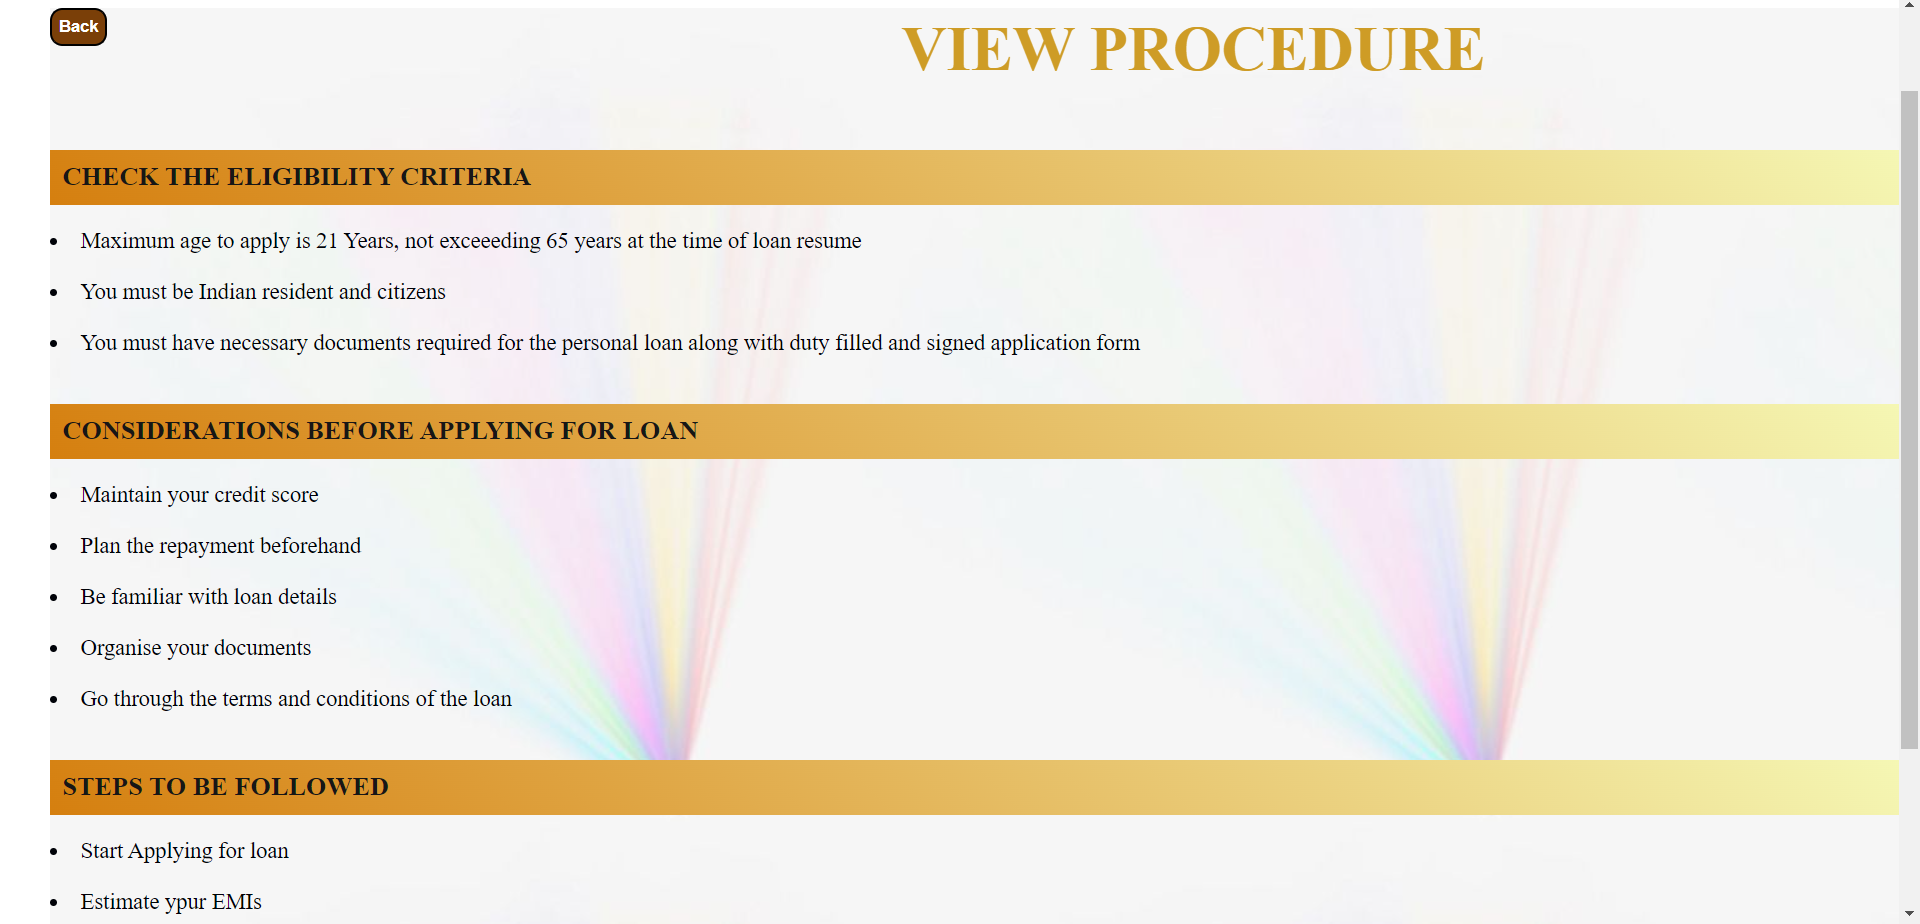 Back
VIEW PROCEDURE
CHECK THE ELIGIBILITY CRITERIA
Maximum age to apply is 21 Years, not exceeeding 65 years at the time of loan resume
You must be Indian resident and citizens
You must have necessary documents required for the personal loan along with duty filled and signed application form
CONSIDERATIONS BEFORE APPLYING FOR LOAN
Maintain your credit score
Plan the repayment beforehand
Be familiar with loan details
Organise your documents
Go through the terms and conditions of the loan
STEPS TO BE FOLLOWED
Start Applying for loan
Estimate ypur EMIs